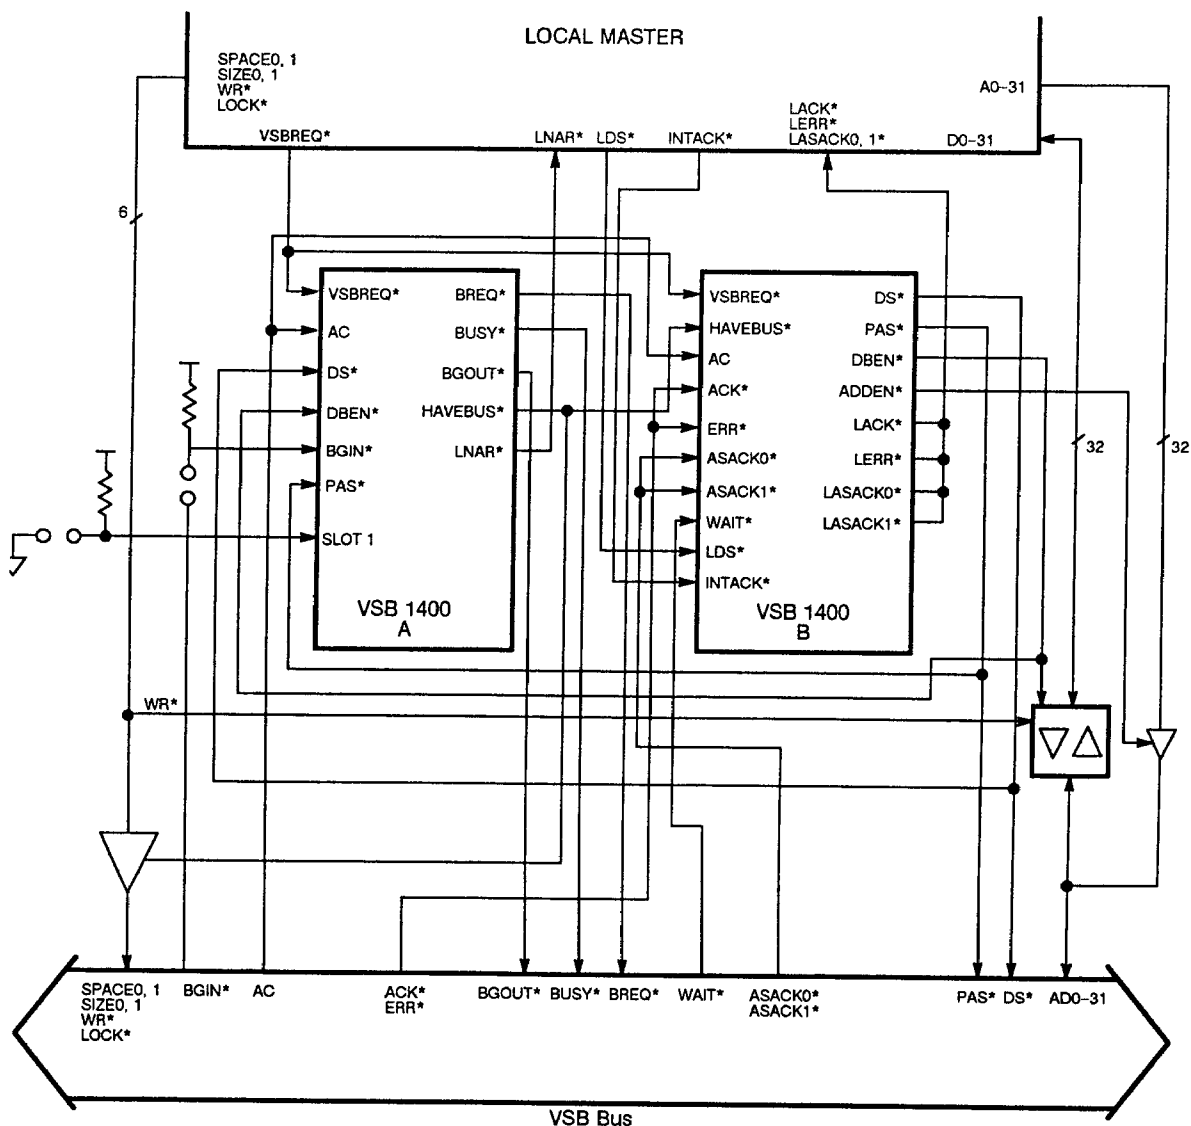 LOCAL MASTER
SPACE0, 1
SIZE0, 1
WR*
LOCK*
VSBREQ*
LNAR*
LDS*
INTACK*
LACK*
LERR*
LASACK0, 1*
A0-31
D0-31
6
32
32
VSBREQ*
AC
DS*
DBEN*
BGIN*
PAS*
SLOT 1
BREQ*
BUSY*
BGOUT*
HAVEBUS*
LNAR*
VSB 1400
A
VSBREQ*
HAVEBUS*
AC
ACK*
ERR*
ASACK0*
ASACK1*
WAIT*
LDS*
INTACK*
DS*
PAS*
DBEN*
ADDEN*
LACK*
LERR*
LASACK0*
LASACK1*
VSB 1400
B
WR*
SPACE0, 1
SIZE0, 1
WR*
LOCK*
BGIN*
AC
ACK*
ERR*
BGOUT*
BUSY*
BREQ*
WAIT*
ASACK0*
ASACK1*
PAS*
DS*
AD0-31
VSB Bus